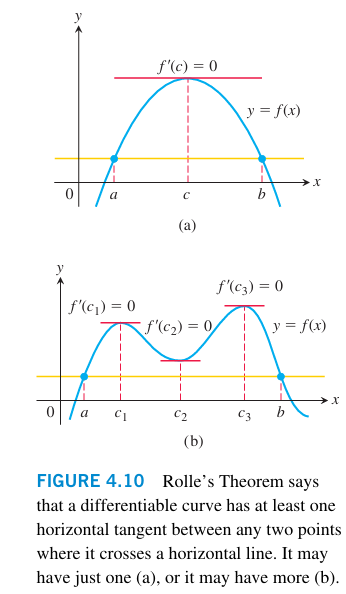 y
f′(c) = 0
y = f(x)
0 a c b x
(a)
y
f′(c₃) = 0
f′(c₁) = 0
f′(c₂) = 0 y = f(x)
0 a c₁ c₂ c₃ b x
(b)
FIGURE 4.10 Rolle’s Theorem says
that a differentiable curve has at least one
horizontal tangent between any two points
where it crosses a horizontal line. It may
have just one (a), or it may have more (b).